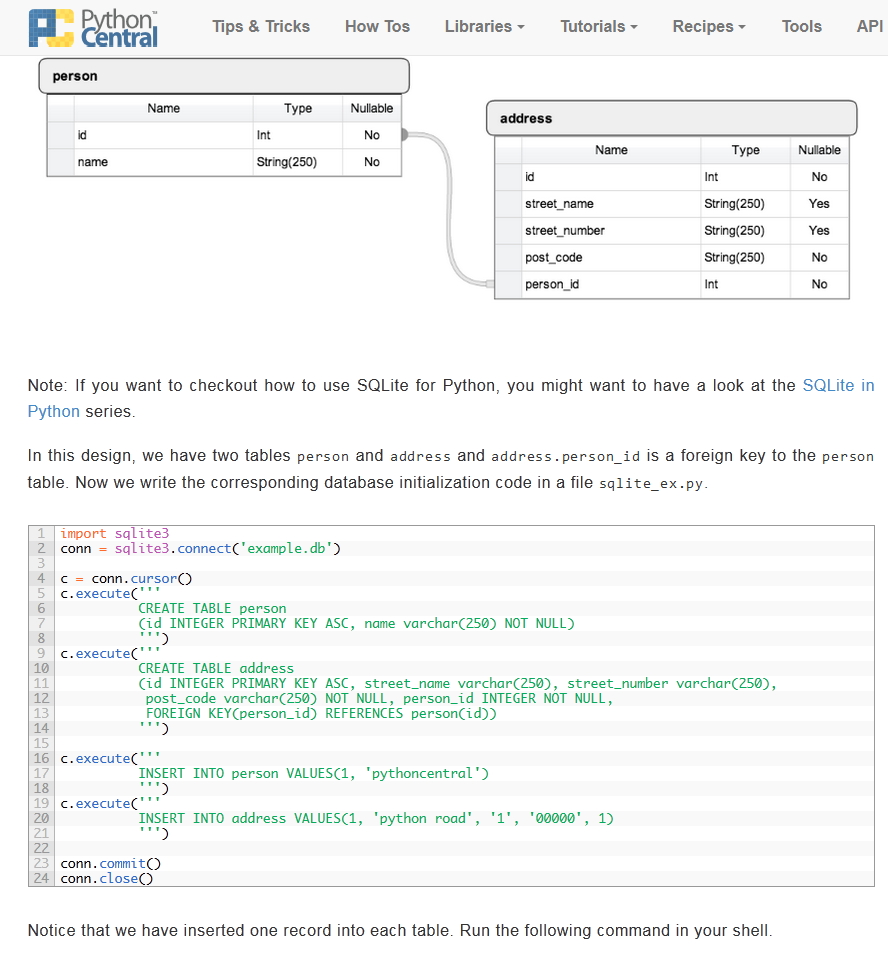 Python™
Central
Tips & Tricks How Tos Libraries Tutorials Recipes Tools API
person
Name Type Nullable
id Int No
name String(250) No
address
Name Type Nullable
id Int No
street_name String(250) Yes
street_number String(250) Yes
post_code String(250) No
person_id Int No
Note: If you want to checkout how to use SQLite for Python, you might want to have a look at the SQLite in
Python series.
In this design, we have two tables person and address and address.person_id is a foreign key to the person
table. Now we write the corresponding database initialization code in a file sqlite_ex.py.
1 import sqlite3
2 conn = sqlite3.connect('example.db')
3
4 c = conn.cursor()
5 c.execute('''
6 CREATE TABLE person
7 (id INTEGER PRIMARY KEY ASC, name varchar(250) NOT NULL)
8 ''')
9 c.execute('''
10 CREATE TABLE address
11 (id INTEGER PRIMARY KEY ASC, street_name varchar(250), street_number varchar(250),
12 post_code varchar(250) NOT NULL, person_id INTEGER NOT NULL,
13 FOREIGN KEY(person_id) REFERENCES person(id))
14 ''')
15
16 c.execute('''
17 INSERT INTO person VALUES(1, 'pythoncentral')
18 ''')
19 c.execute('''
20 INSERT INTO address VALUES(1, 'python road', '1', '00000', 1)
21 ''')
22
23 conn.commit()
24 conn.close()
Notice that we have inserted one record into each table. Run the following command in your shell.